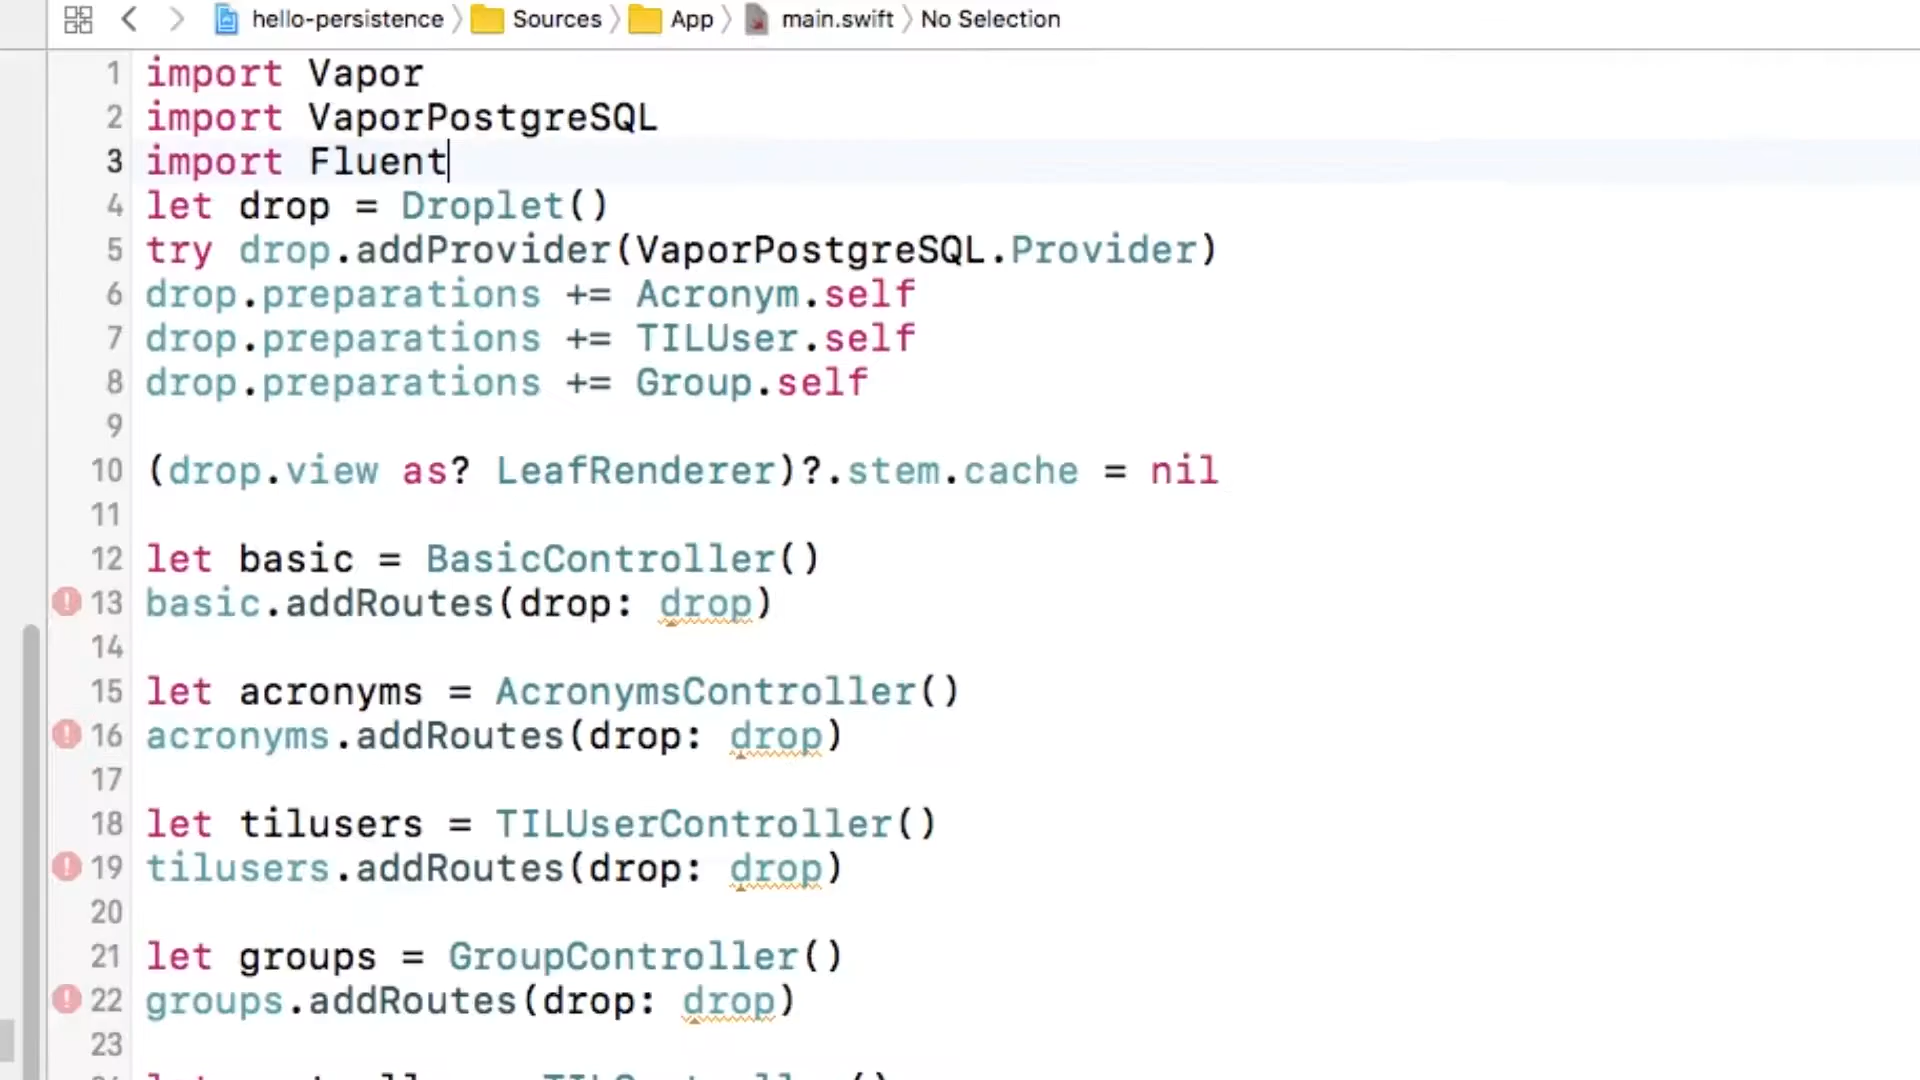 hello-persistence Sources App main.swift No Selection
1 import Vapor
2 import VaporPostgreSQL
3 import Fluent
4 let drop = Droplet()
5 try drop.addProvider(VaporPostgreSQL.Provider)
6 drop.preparations += Acronym.self
7 drop.preparations += TILUser.self
8 drop.preparations += Group.self
9
10 (drop.view as? LeafRenderer)?.stem.cache = nil
11
12 let basic = BasicController()
13 basic.addRoutes(drop: drop)
14
15 let acronyms = AcronymsController()
16 acronyms.addRoutes(drop: drop)
17
18 let tilusers = TILUserController()
19 tilusers.addRoutes(drop: drop)
20
21 let groups = GroupController()
22 groups.addRoutes(drop: drop)
23